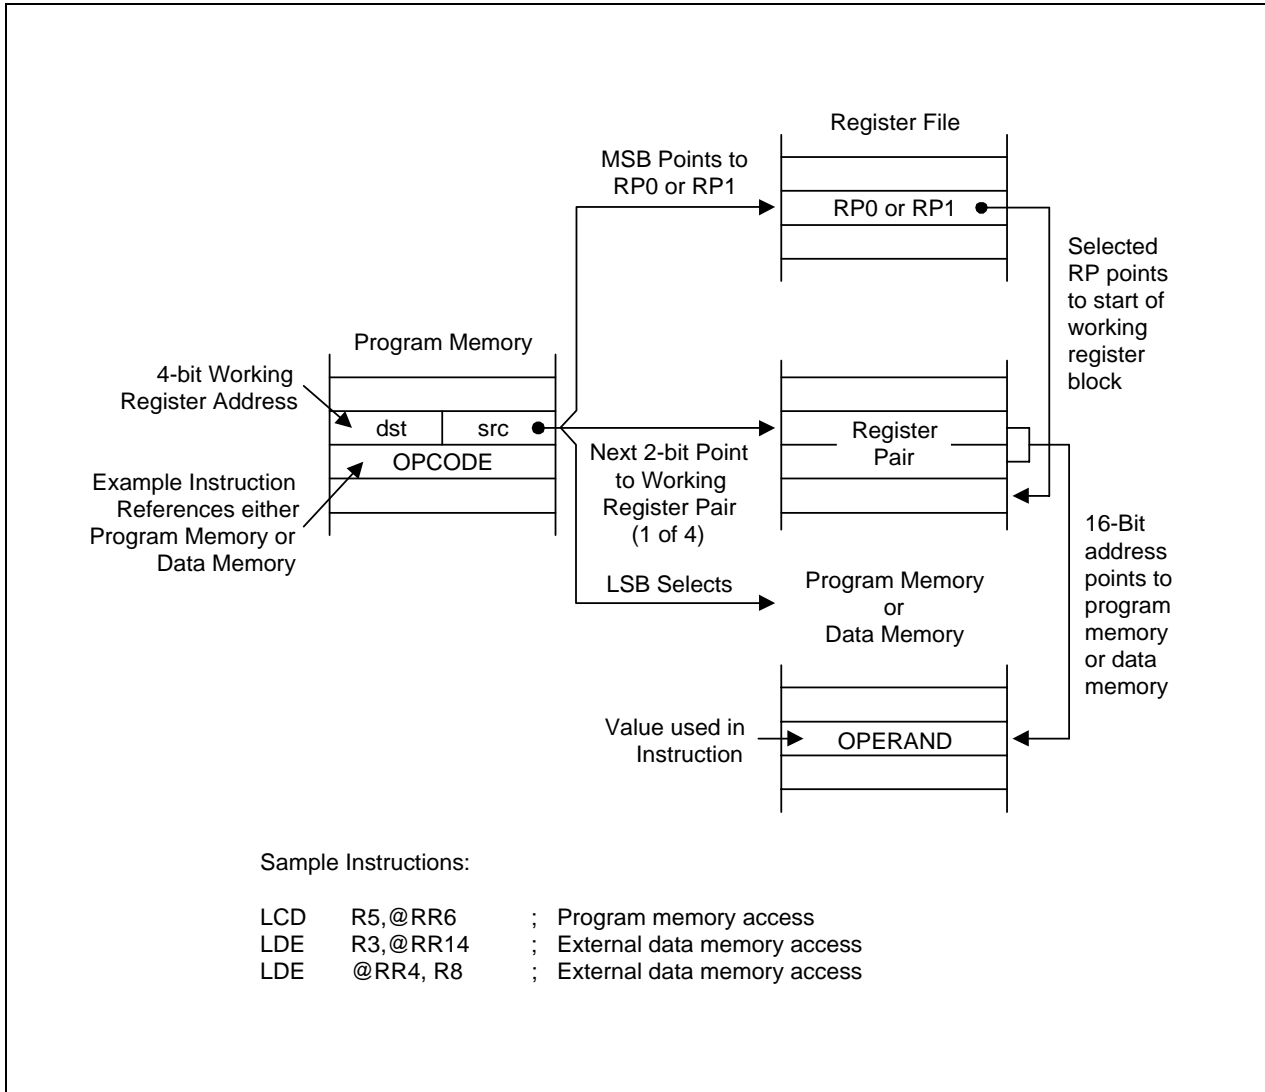 Register File
MSB Points to
RP0 or RP1
RP0 or RP1
Selected
RP points
to start of
working
register
block
Program Memory
4-bit Working
Register Address
dst src
OPCODE
Example Instruction
References either
Program Memory or
Data Memory
Next 2-bit Point
to Working
Register Pair
(1 of 4)
Register
Pair
LSB Selects
Program Memory
or
Data Memory
16-Bit
address
points to
program
memory
or data
memory
Value used in
Instruction
OPERAND
Sample Instructions:
LCD R5,@RR6 ; Program memory access
LDE R3,@RR14 ; External data memory access
LDE @RR4, R8 ; External data memory access